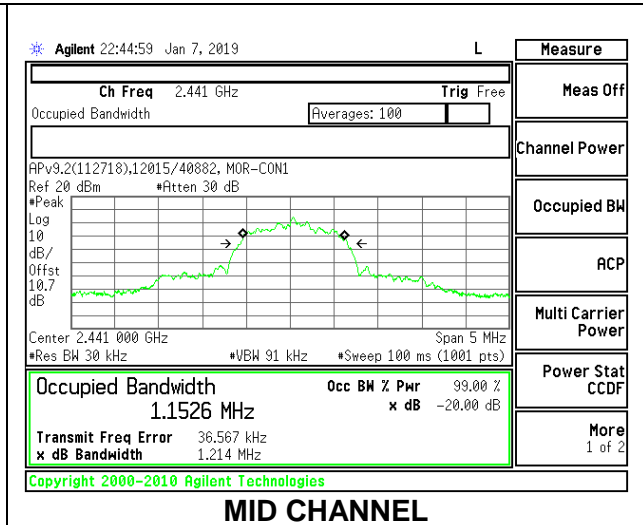 Agilent 22:44:59 Jan 7, 2019 L
Measure
Ch Freq 2.441 GHz Trig Free
Occupied Bandwidth Averages: 100
APv9.2(112718),12015/40882, MOR-CON1
Ref 20 dBm #Atten 30 dB
#Peak
Log
10
dB/
Offst
10.7
dB
Center 2.441 000 GHz Span 5 MHz
#Res BW 30 kHz #VBW 91 kHz #Sweep 100 ms (1001 pts)
Occupied Bandwidth Occ BW % Pwr 99.00 %
1.1526 MHz x dB -20.00 dB
Transmit Freq Error 36.567 kHz
x dB Bandwidth 1.214 MHz
Meas Off
Channel Power
Occupied BW
ACP
Multi Carrier
Power
Power Stat
CCDF
More
1 of 2
Copyright 2000-2010 Agilent Technologies
MID CHANNEL